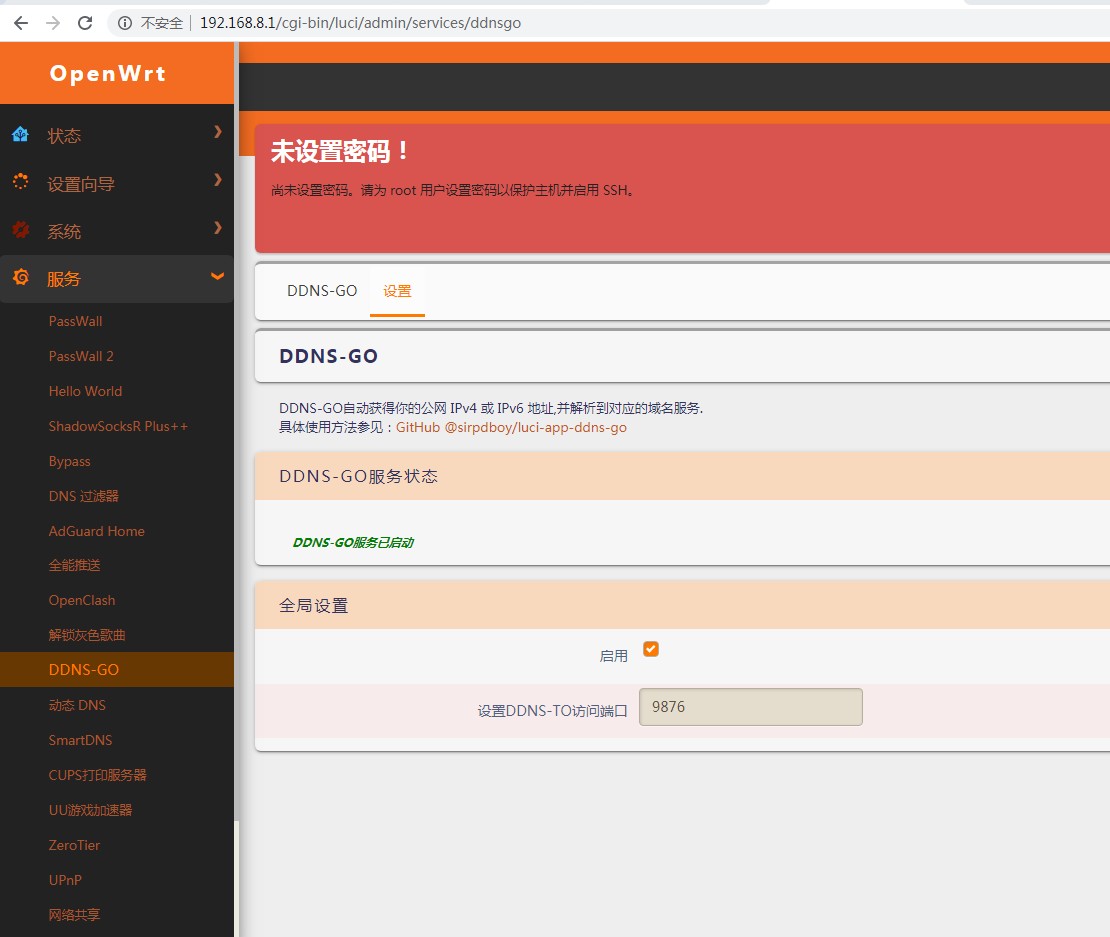 不安全 192.168.8.1/cgi-bin/luci/admin/services/ddnsgo
OpenWrt
状态
设置向导
系统
服务
PassWall
PassWall 2
Hello World
ShadowSocksR Plus++
Bypass
DNS 过滤器
AdGuard Home
全能推送
OpenClash
解锁灰色歌曲
DDNS-GO
动态 DNS
SmartDNS
CUPS打印服务器
UU游戏加速器
ZeroTier
UPnP
网络共享
未设置密码！
尚未设置密码。请为 root 用户设置密码以保护主机并启用 SSH。
DDNS-GO 设置
DDNS-GO
DDNS-GO自动获得你的公网 IPv4 或 IPv6 地址,并解析到对应的域名服务.
具体使用方法参见：GitHub @sirpdboy/luci-app-ddns-go
DDNS-GO服务状态
DDNS-GO服务已启动
全局设置
启用
设置DDNS-TO访问端口 9876